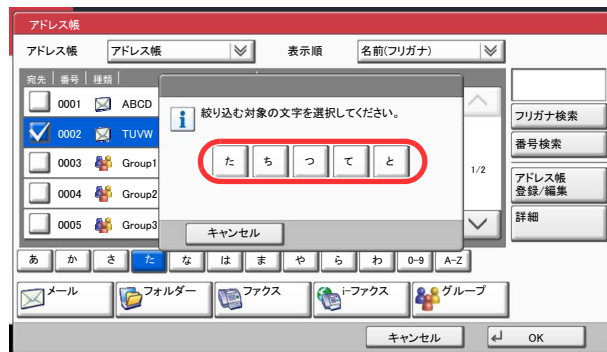 アドレス帳
アドレス帳 アドレス帳 表示順 名前(フリガナ)
宛先 番号 種類
0001 ABCD
0002 TUVW
0003 Group1
0004 Group2
0005 Group3
絞り込む対象の文字を選択してください。
た ち つ て と
キャンセル
1/2
フリガナ検索
番号検索
アドレス帳
登録/編集
詳細
あ か さ た な は ま や ら わ 0-9 A-Z
メール フォルダー ファクス i-ファクス グループ
キャンセル OK